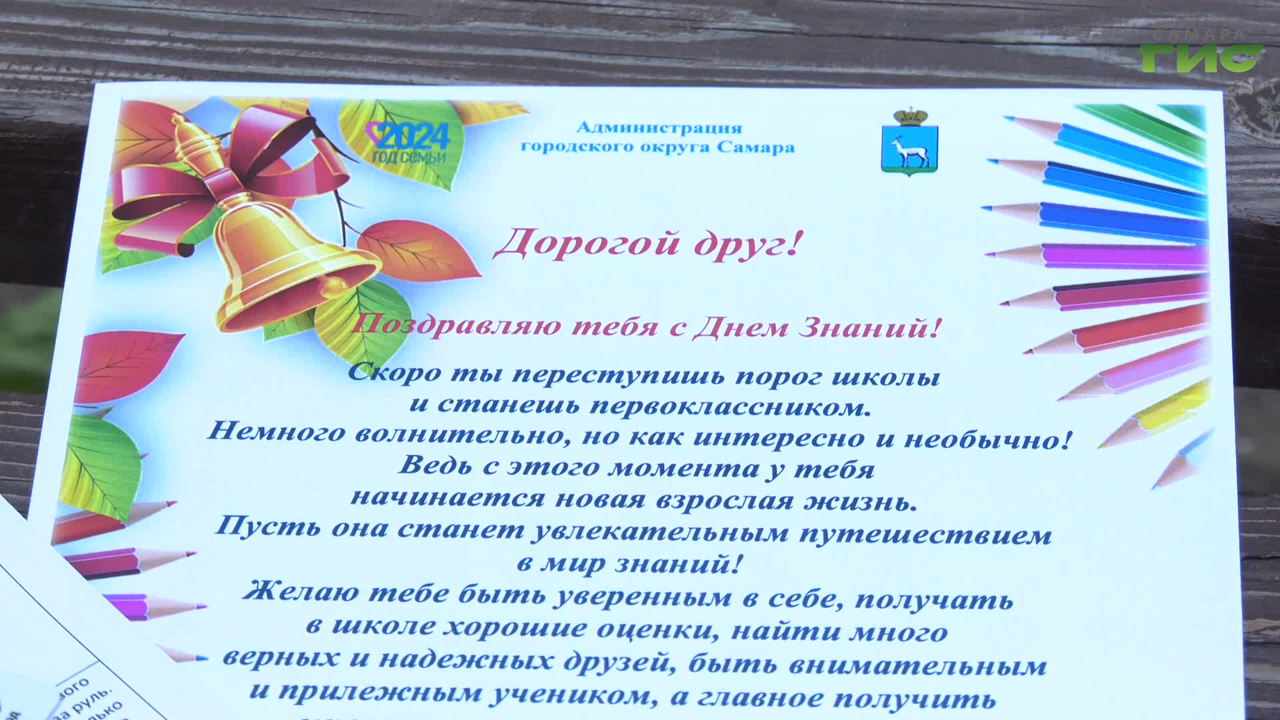 САМАРА
ГИС
2024
ГОД СЕМЬИ
Администрация
городского округа Самара
Дорогой друг!
Поздравляю тебя с Днем Знаний!
Скоро ты переступишь порог школы
и станешь первоклассником.
Немного волнительно, но как интересно и необычно!
Ведь с этого момента у тебя
начинается новая взрослая жизнь.
Пусть она станет увлекательным путешествием
в мир знаний!
Желаю тебе быть уверенным в себе, получать
в школе хорошие оценки, найти много
верных и надежных друзей, быть внимательным
и прилежным учеником, а главное получить
руль.